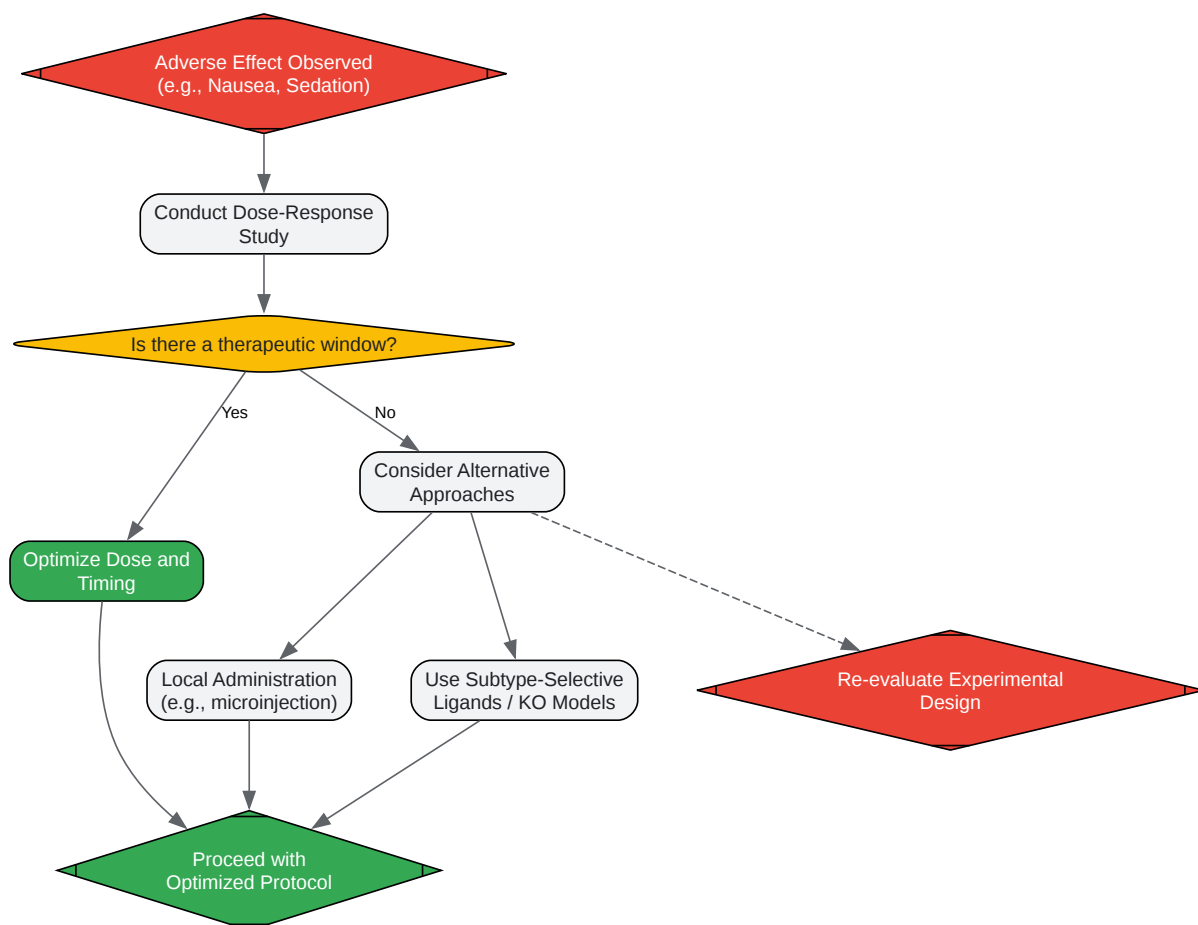 Adverse Effect Observed
(e.g., Nausea, Sedation)
Conduct Dose-Response
Study
Is there a therapeutic window?
Yes
No
Consider Alternative
Approaches
Optimize Dose and
Timing
Local Administration
(e.g., microinjection)
Use Subtype-Selective
Ligands / KO Models
Re-evaluate Experimental
Design
Proceed with
Optimized Protocol